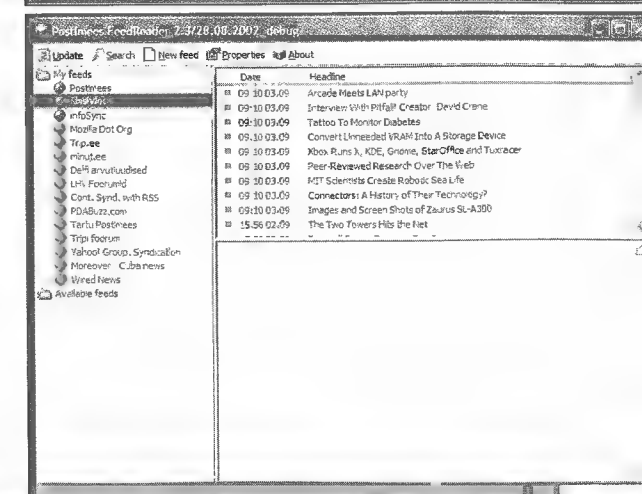 Postimees FeedReader 2.3/28.08.2002 debug
Update Search New feed Properties About
My feeds
Postimees
infoSync
Mozilla Dot Org
Trip.ee
minut.ee
Delfi arvutiuudised
Cont. Synd. with RSS
PDABuzz.com
Tartu Postimees
Tripi foorum
Yahoo! Group. Syndication
Moreover Cuba news
Wired News
Available feeds
Date Headline
09:10 03.09 Arcade Meets LAN party
09:10 03.09 Interview With Pitfall! Creator David Crane
09:10 03.09 Tattoo To Monitor Diabetes
09:10 03.09 Convert Unneeded VRAM Into A Storage Device
09:10 03.09 Xbox Runs X, KDE, Gnome, StarOffice and Tuxracer
09:10 03.09 Peer-Reviewed Research Over The Web
09:10 03.09 MIT Scientists Create Robotic Sea Life
09:10 03.09 Connectors: A History of Their Technology?
09:10 03.09 Images and Screen Shots of Zaurus SL-A300
15:56 02.09 The Two Towers Hits the Net